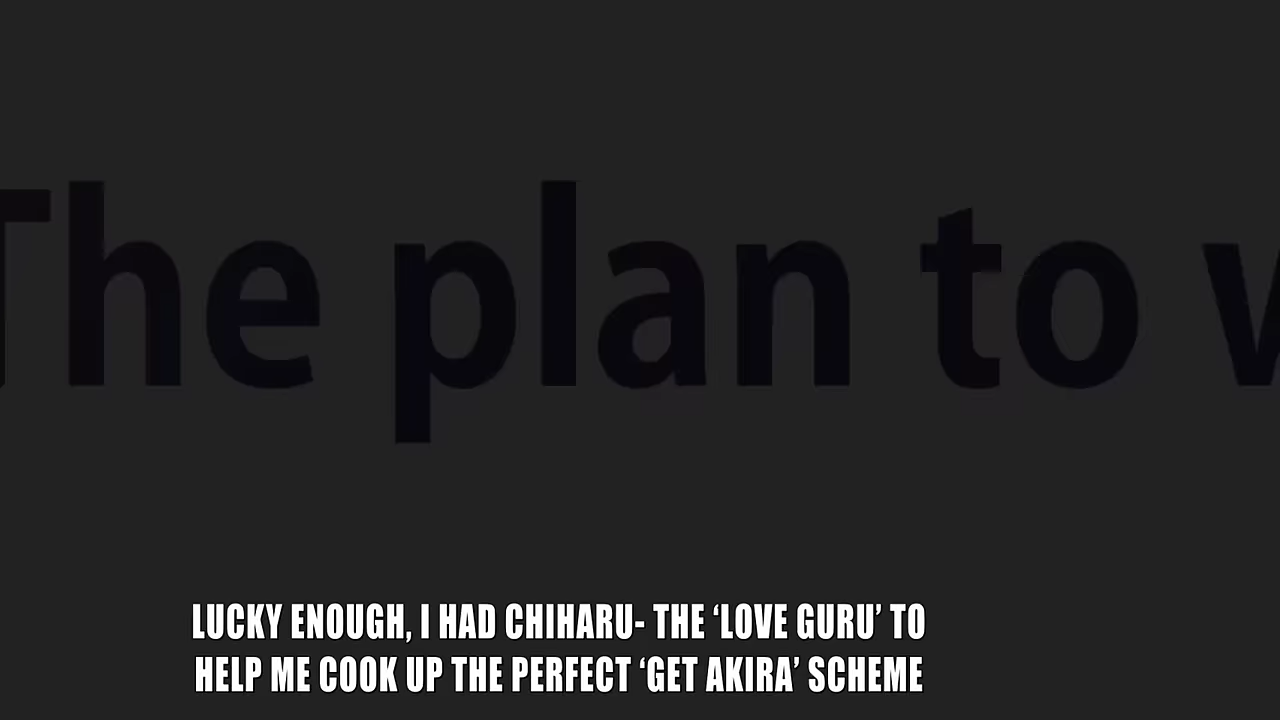 The plan to
LUCKY ENOUGH, I HAD CHIHARU- THE ‘LOVE GURU’ TO
HELP ME COOK UP THE PERFECT ‘GET AKIRA’ SCHEME